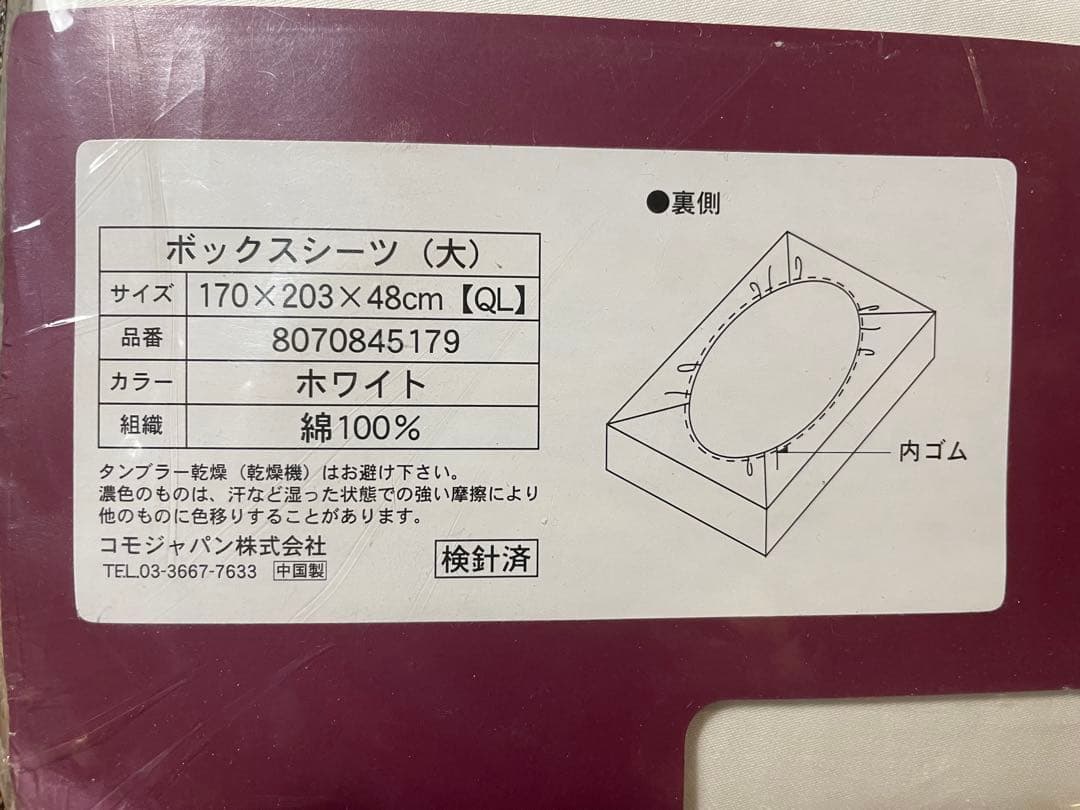 ボックスシーツ（大）
サイズ 170×203×48cm【QL】
品番 8070845179
カラー ホワイト
組織 綿100%
タンブラー乾燥（乾燥機）はお避け下さい。
濃色のものは、汗など湿った状態での強い摩擦により
他のものに色移りすることがあります。
コモジャパン株式会社
TEL.03-3667-7633 中国製
検針済
●裏側
内ゴム